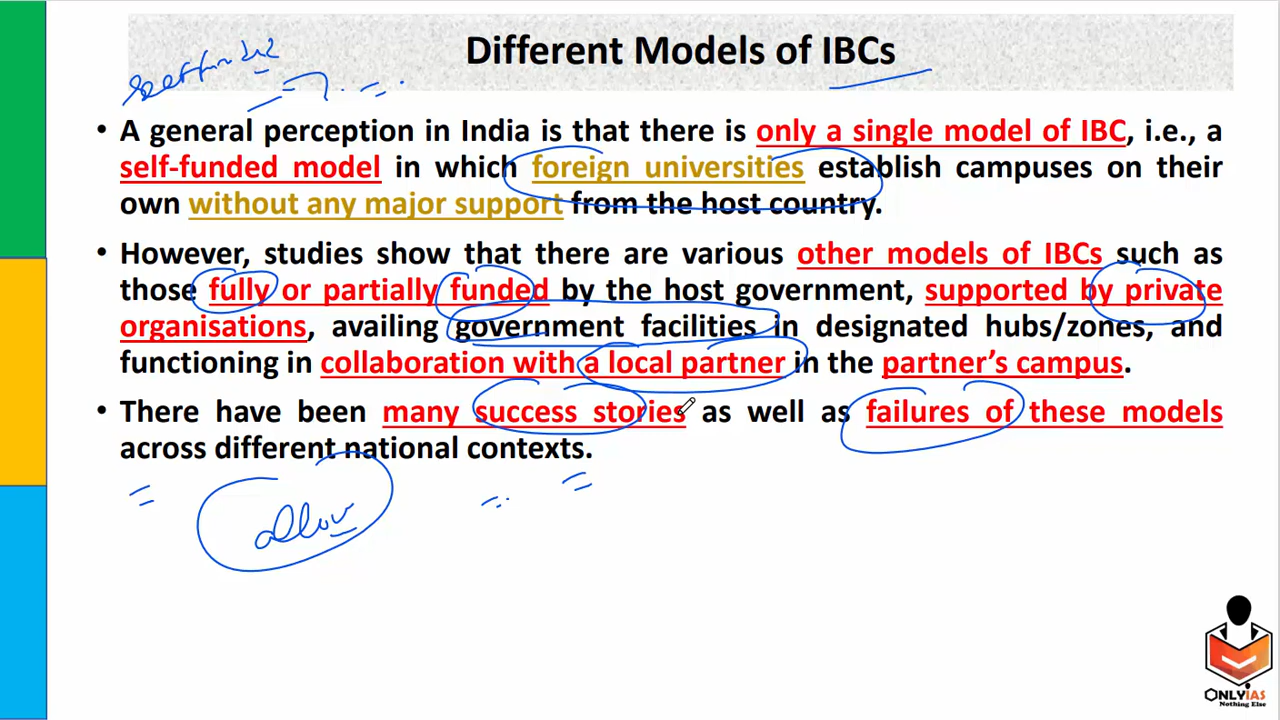 Different Models of IBCs
• A general perception in India is that there is only a single model of IBC, i.e., a
self-funded model in which foreign universities establish campuses on their
own without any major support from the host country.
• However, studies show that there are various other models of IBCs such as
those fully or partially funded by the host government, supported by private
organisations, availing government facilities in designated hubs/zones, and
functioning in collaboration with a local partner in the partner's campus.
• There have been many success stories as well as failures of these models
across different national contexts.
allow
ONLYIAS
Nothing Else